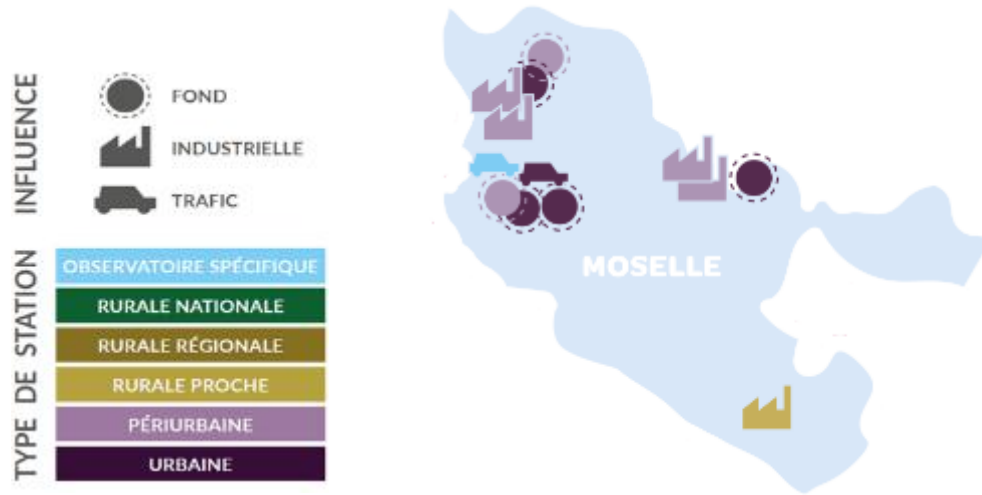 INFLUENCE
FOND
INDUSTRIELLE
TRAFIC
TYPE DE STATION
OBSERVATOIRE SPÉCIFIQUE
RURALE NATIONALE
RURALE RÉGIONALE
RURALE PROCHE
PÉRIURBAINE
URBAINE
MOSELLE